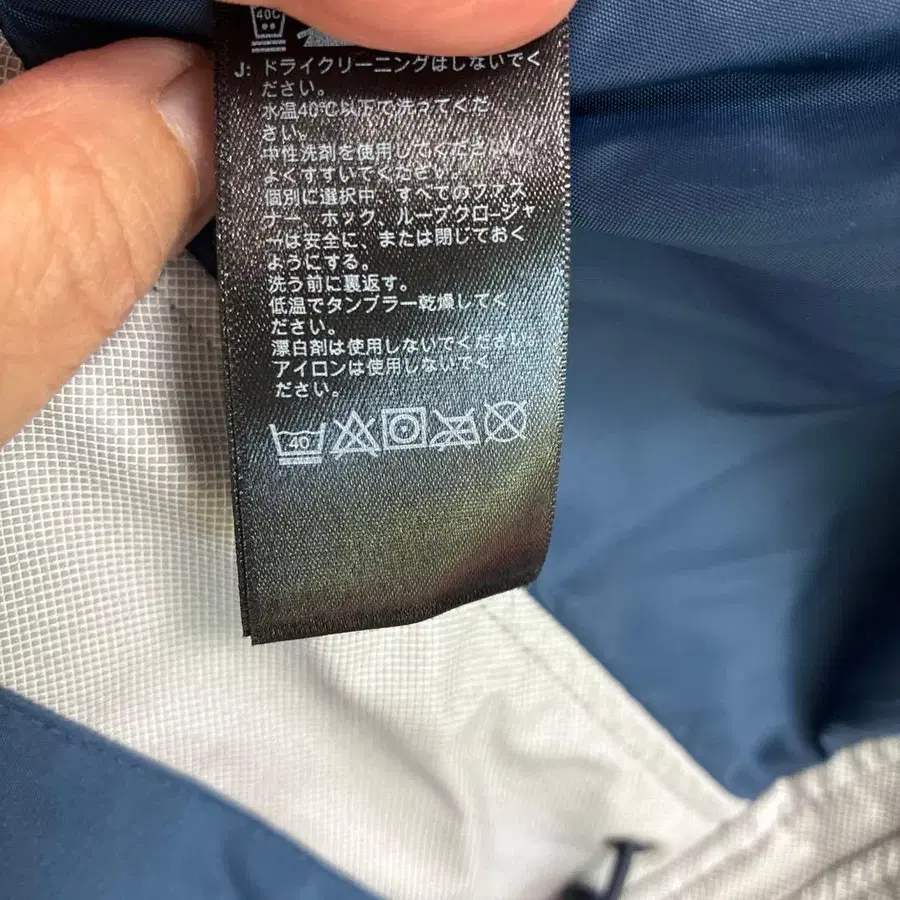 40C
J: ドライクリーニングはしないでく
ださい。
水温40℃以下で洗ってくだ
さい。
中性洗剤を使用してください。
よくすすいでください。
個別に選択中、すべてのファス
ナー、ホック、ループクロージャ
ーは安全に、または閉じておく
ようにする。
洗う前に裏返す。
低温でタンブラー乾燥してく
ださい。
漂白剤は使用しないでください。
アイロンは使用しないで
ください。
40